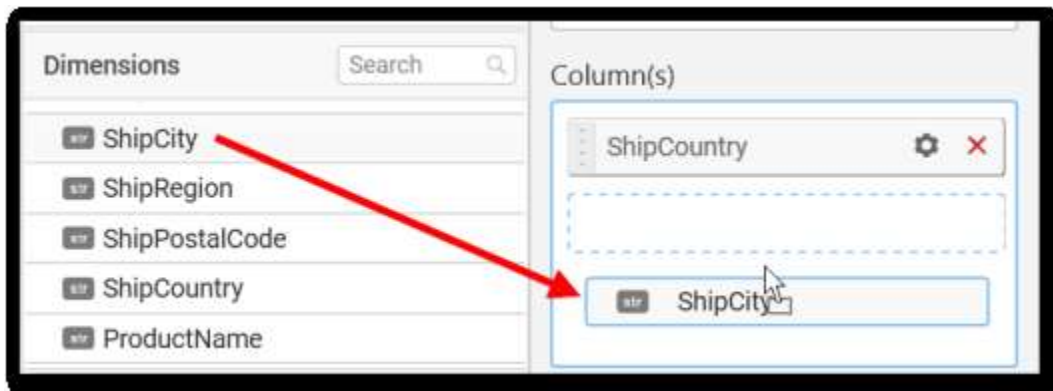 Dimensions
Search
str ShipCity
str ShipRegion
str ShipPostalCode
str ShipCountry
str ProductName
Column(s)
ShipCountry
str ShipCity